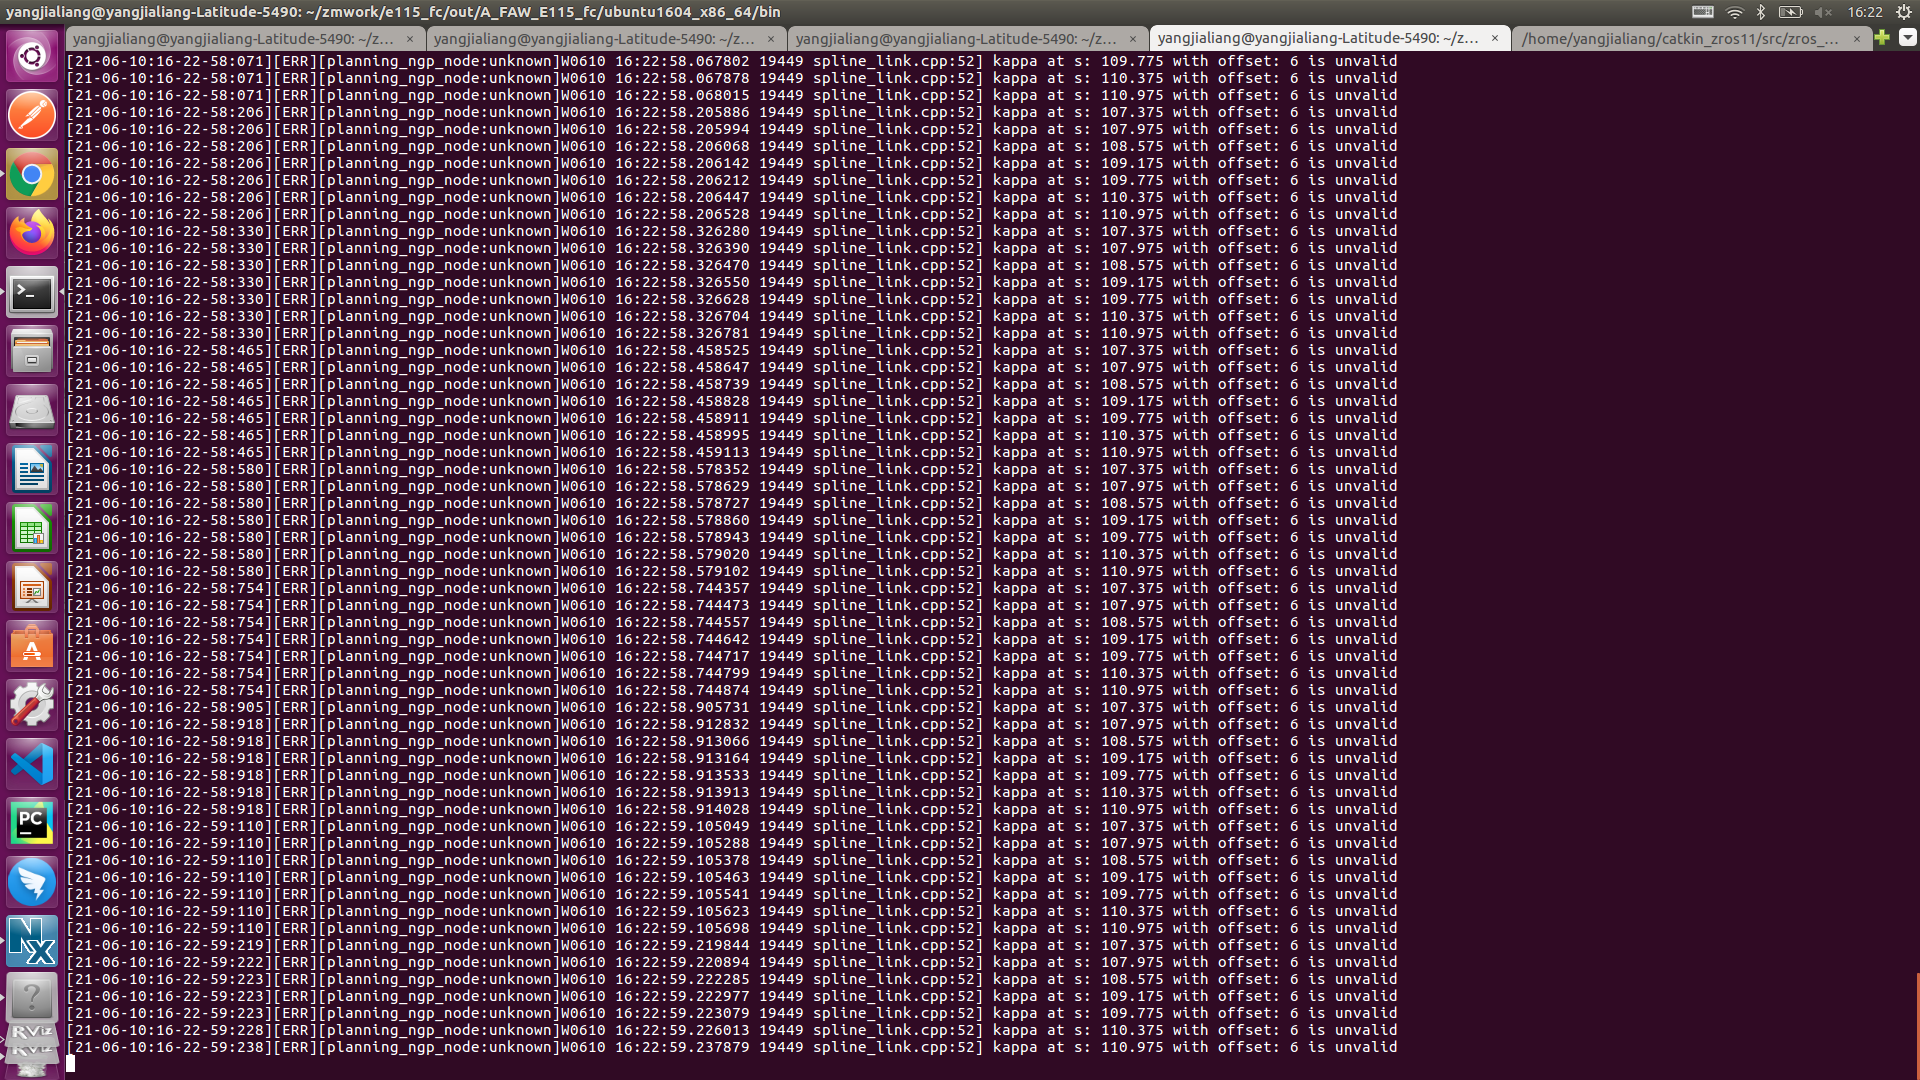 yangjialiang@yangjialiang-Latitude-5490: ~/zmwork/e115_fc/out/A_FAW_E115_fc/ubuntu1604_x86_64/bin
16:22
yangjialiang@yangjialiang-Latitude-5490: ~/z... ×
yangjialiang@yangjialiang-Latitude-5490: ~/z... ×
yangjialiang@yangjialiang-Latitude-5490: ~/z... ×
yangjialiang@yangjialiang-Latitude-5490: ~/z... ×
/home/yangjialiang/catkin_zros11/src/zros_... ×
[21-06-10:16-22-58:071][ERR][planning_ngp_node:unknown]W0610 16:22:58.067802 19449 spline_link.cpp:52] kappa at s: 109.775 with offset: 6 is unvalid
[21-06-10:16-22-58:071][ERR][planning_ngp_node:unknown]W0610 16:22:58.067878 19449 spline_link.cpp:52] kappa at s: 110.375 with offset: 6 is unvalid
[21-06-10:16-22-58:071][ERR][planning_ngp_node:unknown]W0610 16:22:58.068015 19449 spline_link.cpp:52] kappa at s: 110.975 with offset: 6 is unvalid
[21-06-10:16-22-58:206][ERR][planning_ngp_node:unknown]W0610 16:22:58.205886 19449 spline_link.cpp:52] kappa at s: 107.375 with offset: 6 is unvalid
[21-06-10:16-22-58:206][ERR][planning_ngp_node:unknown]W0610 16:22:58.205994 19449 spline_link.cpp:52] kappa at s: 107.975 with offset: 6 is unvalid
[21-06-10:16-22-58:206][ERR][planning_ngp_node:unknown]W0610 16:22:58.206068 19449 spline_link.cpp:52] kappa at s: 108.575 with offset: 6 is unvalid
[21-06-10:16-22-58:206][ERR][planning_ngp_node:unknown]W0610 16:22:58.206142 19449 spline_link.cpp:52] kappa at s: 109.175 with offset: 6 is unvalid
[21-06-10:16-22-58:206][ERR][planning_ngp_node:unknown]W0610 16:22:58.206212 19449 spline_link.cpp:52] kappa at s: 109.775 with offset: 6 is unvalid
[21-06-10:16-22-58:206][ERR][planning_ngp_node:unknown]W0610 16:22:58.206447 19449 spline_link.cpp:52] kappa at s: 110.375 with offset: 6 is unvalid
[21-06-10:16-22-58:206][ERR][planning_ngp_node:unknown]W0610 16:22:58.206528 19449 spline_link.cpp:52] kappa at s: 110.975 with offset: 6 is unvalid
[21-06-10:16-22-58:330][ERR][planning_ngp_node:unknown]W0610 16:22:58.326280 19449 spline_link.cpp:52] kappa at s: 107.375 with offset: 6 is unvalid
[21-06-10:16-22-58:330][ERR][planning_ngp_node:unknown]W0610 16:22:58.326390 19449 spline_link.cpp:52] kappa at s: 107.975 with offset: 6 is unvalid
[21-06-10:16-22-58:330][ERR][planning_ngp_node:unknown]W0610 16:22:58.326470 19449 spline_link.cpp:52] kappa at s: 108.575 with offset: 6 is unvalid
[21-06-10:16-22-58:330][ERR][planning_ngp_node:unknown]W0610 16:22:58.326550 19449 spline_link.cpp:52] kappa at s: 109.175 with offset: 6 is unvalid
[21-06-10:16-22-58:330][ERR][planning_ngp_node:unknown]W0610 16:22:58.326628 19449 spline_link.cpp:52] kappa at s: 109.775 with offset: 6 is unvalid
[21-06-10:16-22-58:330][ERR][planning_ngp_node:unknown]W0610 16:22:58.326704 19449 spline_link.cpp:52] kappa at s: 110.375 with offset: 6 is unvalid
[21-06-10:16-22-58:330][ERR][planning_ngp_node:unknown]W0610 16:22:58.326781 19449 spline_link.cpp:52] kappa at s: 110.975 with offset: 6 is unvalid
[21-06-10:16-22-58:465][ERR][planning_ngp_node:unknown]W0610 16:22:58.458525 19449 spline_link.cpp:52] kappa at s: 107.375 with offset: 6 is unvalid
[21-06-10:16-22-58:465][ERR][planning_ngp_node:unknown]W0610 16:22:58.458647 19449 spline_link.cpp:52] kappa at s: 107.975 with offset: 6 is unvalid
[21-06-10:16-22-58:465][ERR][planning_ngp_node:unknown]W0610 16:22:58.458739 19449 spline_link.cpp:52] kappa at s: 108.575 with offset: 6 is unvalid
[21-06-10:16-22-58:465][ERR][planning_ngp_node:unknown]W0610 16:22:58.458828 19449 spline_link.cpp:52] kappa at s: 109.175 with offset: 6 is unvalid
[21-06-10:16-22-58:465][ERR][planning_ngp_node:unknown]W0610 16:22:58.458911 19449 spline_link.cpp:52] kappa at s: 109.775 with offset: 6 is unvalid
[21-06-10:16-22-58:465][ERR][planning_ngp_node:unknown]W0610 16:22:58.458995 19449 spline_link.cpp:52] kappa at s: 110.375 with offset: 6 is unvalid
[21-06-10:16-22-58:465][ERR][planning_ngp_node:unknown]W0610 16:22:58.459113 19449 spline_link.cpp:52] kappa at s: 110.975 with offset: 6 is unvalid
[21-06-10:16-22-58:580][ERR][planning_ngp_node:unknown]W0610 16:22:58.578352 19449 spline_link.cpp:52] kappa at s: 107.375 with offset: 6 is unvalid
[21-06-10:16-22-58:580][ERR][planning_ngp_node:unknown]W0610 16:22:58.578629 19449 spline_link.cpp:52] kappa at s: 107.975 with offset: 6 is unvalid
[21-06-10:16-22-58:580][ERR][planning_ngp_node:unknown]W0610 16:22:58.578727 19449 spline_link.cpp:52] kappa at s: 108.575 with offset: 6 is unvalid
[21-06-10:16-22-58:580][ERR][planning_ngp_node:unknown]W0610 16:22:58.578860 19449 spline_link.cpp:52] kappa at s: 109.175 with offset: 6 is unvalid
[21-06-10:16-22-58:580][ERR][planning_ngp_node:unknown]W0610 16:22:58.578943 19449 spline_link.cpp:52] kappa at s: 109.775 with offset: 6 is unvalid
[21-06-10:16-22-58:580][ERR][planning_ngp_node:unknown]W0610 16:22:58.579020 19449 spline_link.cpp:52] kappa at s: 110.375 with offset: 6 is unvalid
[21-06-10:16-22-58:580][ERR][planning_ngp_node:unknown]W0610 16:22:58.579102 19449 spline_link.cpp:52] kappa at s: 110.975 with offset: 6 is unvalid
[21-06-10:16-22-58:754][ERR][planning_ngp_node:unknown]W0610 16:22:58.744357 19449 spline_link.cpp:52] kappa at s: 107.375 with offset: 6 is unvalid
[21-06-10:16-22-58:754][ERR][planning_ngp_node:unknown]W0610 16:22:58.744473 19449 spline_link.cpp:52] kappa at s: 107.975 with offset: 6 is unvalid
[21-06-10:16-22-58:754][ERR][planning_ngp_node:unknown]W0610 16:22:58.744557 19449 spline_link.cpp:52] kappa at s: 108.575 with offset: 6 is unvalid
[21-06-10:16-22-58:754][ERR][planning_ngp_node:unknown]W0610 16:22:58.744642 19449 spline_link.cpp:52] kappa at s: 109.175 with offset: 6 is unvalid
[21-06-10:16-22-58:754][ERR][planning_ngp_node:unknown]W0610 16:22:58.744717 19449 spline_link.cpp:52] kappa at s: 109.775 with offset: 6 is unvalid
[21-06-10:16-22-58:754][ERR][planning_ngp_node:unknown]W0610 16:22:58.744799 19449 spline_link.cpp:52] kappa at s: 110.375 with offset: 6 is unvalid
[21-06-10:16-22-58:754][ERR][planning_ngp_node:unknown]W0610 16:22:58.744874 19449 spline_link.cpp:52] kappa at s: 110.975 with offset: 6 is unvalid
[21-06-10:16-22-58:905][ERR][planning_ngp_node:unknown]W0610 16:22:58.905731 19449 spline_link.cpp:52] kappa at s: 107.375 with offset: 6 is unvalid
[21-06-10:16-22-58:918][ERR][planning_ngp_node:unknown]W0610 16:22:58.912832 19449 spline_link.cpp:52] kappa at s: 107.975 with offset: 6 is unvalid
[21-06-10:16-22-58:918][ERR][planning_ngp_node:unknown]W0610 16:22:58.913066 19449 spline_link.cpp:52] kappa at s: 108.575 with offset: 6 is unvalid
[21-06-10:16-22-58:918][ERR][planning_ngp_node:unknown]W0610 16:22:58.913164 19449 spline_link.cpp:52] kappa at s: 109.175 with offset: 6 is unvalid
[21-06-10:16-22-58:918][ERR][planning_ngp_node:unknown]W0610 16:22:58.913533 19449 spline_link.cpp:52] kappa at s: 109.775 with offset: 6 is unvalid
[21-06-10:16-22-58:918][ERR][planning_ngp_node:unknown]W0610 16:22:58.913913 19449 spline_link.cpp:52] kappa at s: 110.375 with offset: 6 is unvalid
[21-06-10:16-22-58:918][ERR][planning_ngp_node:unknown]W0610 16:22:58.914028 19449 spline_link.cpp:52] kappa at s: 110.975 with offset: 6 is unvalid
[21-06-10:16-22-59:110][ERR][planning_ngp_node:unknown]W0610 16:22:59.105049 19449 spline_link.cpp:52] kappa at s: 107.375 with offset: 6 is unvalid
[21-06-10:16-22-59:110][ERR][planning_ngp_node:unknown]W0610 16:22:59.105288 19449 spline_link.cpp:52] kappa at s: 107.975 with offset: 6 is unvalid
[21-06-10:16-22-59:110][ERR][planning_ngp_node:unknown]W0610 16:22:59.105378 19449 spline_link.cpp:52] kappa at s: 108.575 with offset: 6 is unvalid
[21-06-10:16-22-59:110][ERR][planning_ngp_node:unknown]W0610 16:22:59.105463 19449 spline_link.cpp:52] kappa at s: 109.175 with offset: 6 is unvalid
[21-06-10:16-22-59:110][ERR][planning_ngp_node:unknown]W0610 16:22:59.105541 19449 spline_link.cpp:52] kappa at s: 109.775 with offset: 6 is unvalid
[21-06-10:16-22-59:110][ERR][planning_ngp_node:unknown]W0610 16:22:59.105623 19449 spline_link.cpp:52] kappa at s: 110.375 with offset: 6 is unvalid
[21-06-10:16-22-59:110][ERR][planning_ngp_node:unknown]W0610 16:22:59.105698 19449 spline_link.cpp:52] kappa at s: 110.975 with offset: 6 is unvalid
[21-06-10:16-22-59:219][ERR][planning_ngp_node:unknown]W0610 16:22:59.219844 19449 spline_link.cpp:52] kappa at s: 107.375 with offset: 6 is unvalid
[21-06-10:16-22-59:222][ERR][planning_ngp_node:unknown]W0610 16:22:59.220894 19449 spline_link.cpp:52] kappa at s: 107.975 with offset: 6 is unvalid
[21-06-10:16-22-59:223][ERR][planning_ngp_node:unknown]W0610 16:22:59.222285 19449 spline_link.cpp:52] kappa at s: 108.575 with offset: 6 is unvalid
[21-06-10:16-22-59:223][ERR][planning_ngp_node:unknown]W0610 16:22:59.222977 19449 spline_link.cpp:52] kappa at s: 109.175 with offset: 6 is unvalid
[21-06-10:16-22-59:223][ERR][planning_ngp_node:unknown]W0610 16:22:59.223079 19449 spline_link.cpp:52] kappa at s: 109.775 with offset: 6 is unvalid
[21-06-10:16-22-59:228][ERR][planning_ngp_node:unknown]W0610 16:22:59.226013 19449 spline_link.cpp:52] kappa at s: 110.375 with offset: 6 is unvalid
[21-06-10:16-22-59:238][ERR][planning_ngp_node:unknown]W0610 16:22:59.237879 19449 spline_link.cpp:52] kappa at s: 110.975 with offset: 6 is unvalid
PC
NX
?
RViz
RViz